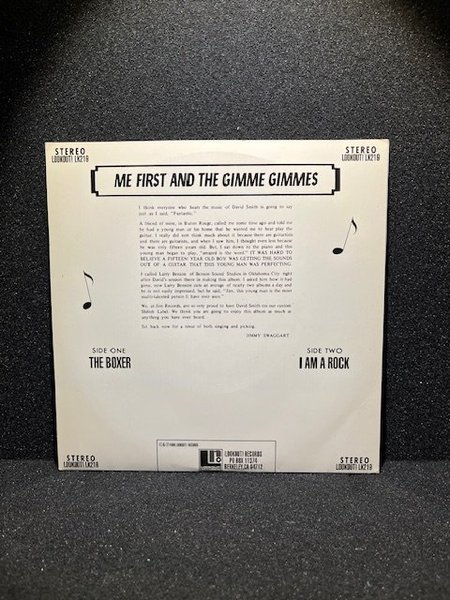 STEREO
LOOKOUT! LK218
STEREO
LOOKOUT! LK218
ME FIRST AND THE GIMME GIMMES
I think everyone who hears the music of David Smith is going to say
just as I said, "Fantastic."
A friend of mine, in Baton Rouge, called me some time ago and told me
he had a young man at his home that he wanted me to hear play the
guitar. I really did not think much about it because there are guitarists
and there are guitarists, and when I saw him, I thought even less because
he was only fifteen years old. But, I sat down to the piano and this
young man began to play, "amazed is the word." IT WAS HARD TO
BELIEVE A FIFTEEN YEAR OLD BOY WAS GETTING THE SOUNDS
OUT OF A GUITAR THAT THIS YOUNG MAN WAS PERFECTING.
I called Larry Benson of Benson Sound Studios in Oklahoma City right
after David's session there in making this album. I asked him how it had
gone, now Larry Benson cuts an average of nearly two albums a day and
he is not easily impressed, but he said, "Jim, this young man is the most
multi-talented person I have ever seen."
We, at Jim Records, are so very proud to have David Smith on our custom
Label. We think you are going to enjoy this album as much as
anything you have ever heard.
Sit back now for a time of both singing and picking.
JIMMY SWAGGART
SIDE ONE
THE BOXER
SIDE TWO
I AM A ROCK
STEREO
LOOKOUT! LK218
LOOKOUT! RECORDS
PO BOX 11374
BERKELEY, CA 94712
STEREO
LOOKOUT! LK218